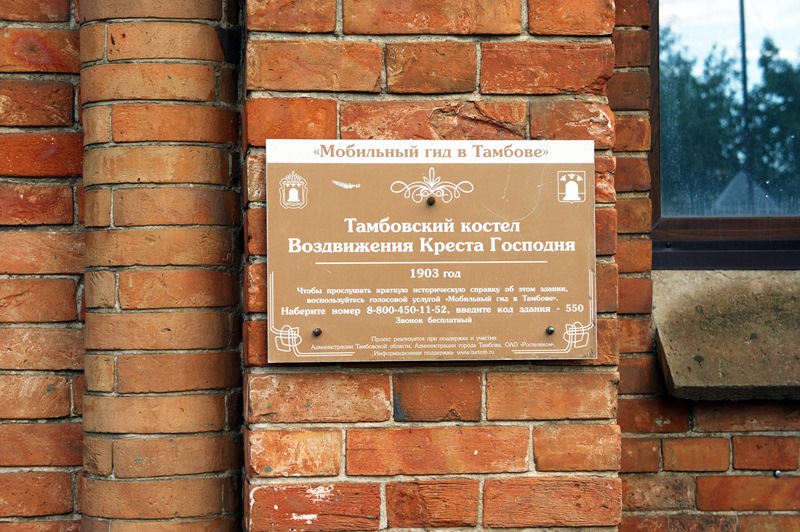 «Мобильный гид в Тамбове»
Тамбовский костел
Воздвижения Креста Господня
1903 год
Чтобы прослушать краткую историческую справку об этом здании,
воспользуйтесь голосовой услугой «Мобильный гид в Тамбове».
Наберите номер 8-800-450-11-52, введите код здания - 550
Звонок бесплатный
Проект реализуется при поддержке и участии
Администрации Тамбовской области, Администрации города Тамбова, ОАО «Ростелеком».
Информационная поддержка: www.turtmb.ru